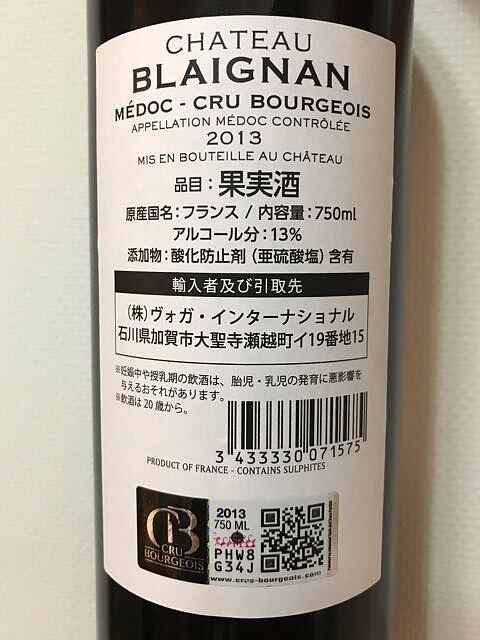 CHATEAU
BLAIGNAN
MÉDOC - CRU BOURGEOIS
APPELLATION MÉDOC CONTRÔLÉE
2013
MIS EN BOUTEILLE AU CHÂTEAU
品目：果実酒
原産国名：フランス / 内容量：750ml
アルコール分：13%
添加物：酸化防止剤（亜硫酸塩）含有
輸入者及び引取先
（株）ヴォガ・インターナショナル
石川県加賀市大聖寺瀬越町イ19番地15
※妊娠中や授乳期の飲酒は、胎児・乳児の発育に悪影響を
与えるおそれがあります。
※飲酒は20歳から。
3 433330 071575
PRODUCT OF FRANCE - CONTAINS SULPHITES
CB
CRU
BOURGEOIS
2013
750 ML
PHW8
G34J
www.crus-bourgeois.com